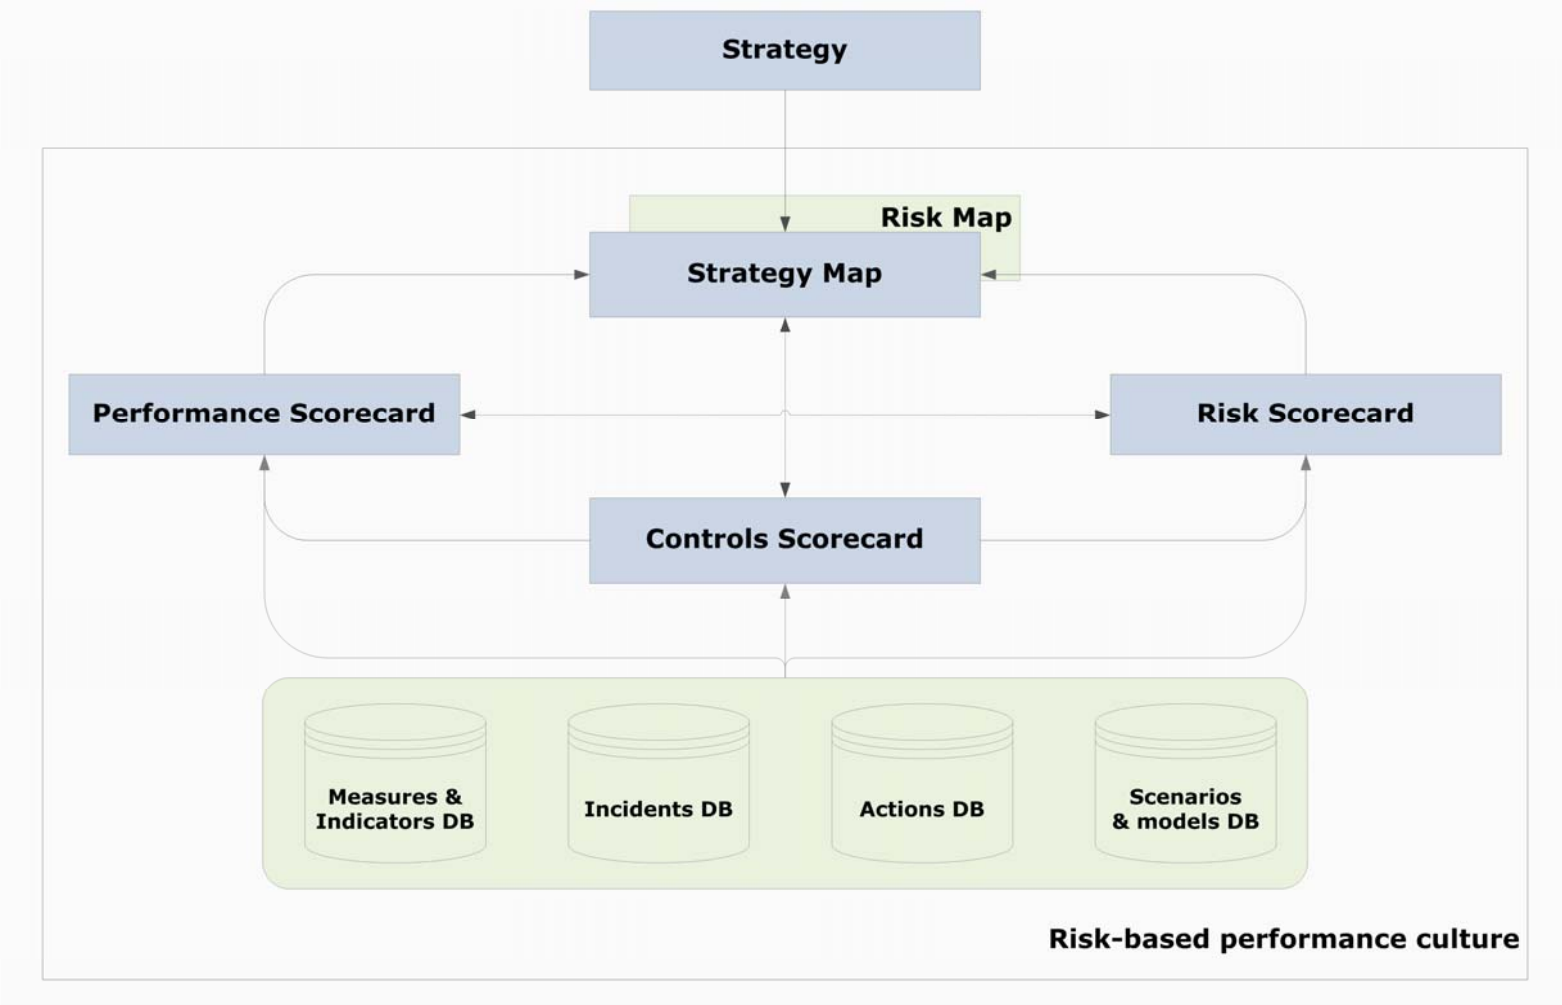 Strategy
Risk Map
Strategy Map
Performance Scorecard
Risk Scorecard
Controls Scorecard
Measures &
Indicators DB
Incidents DB
Actions DB
Scenarios
& models DB
Risk-based performance culture